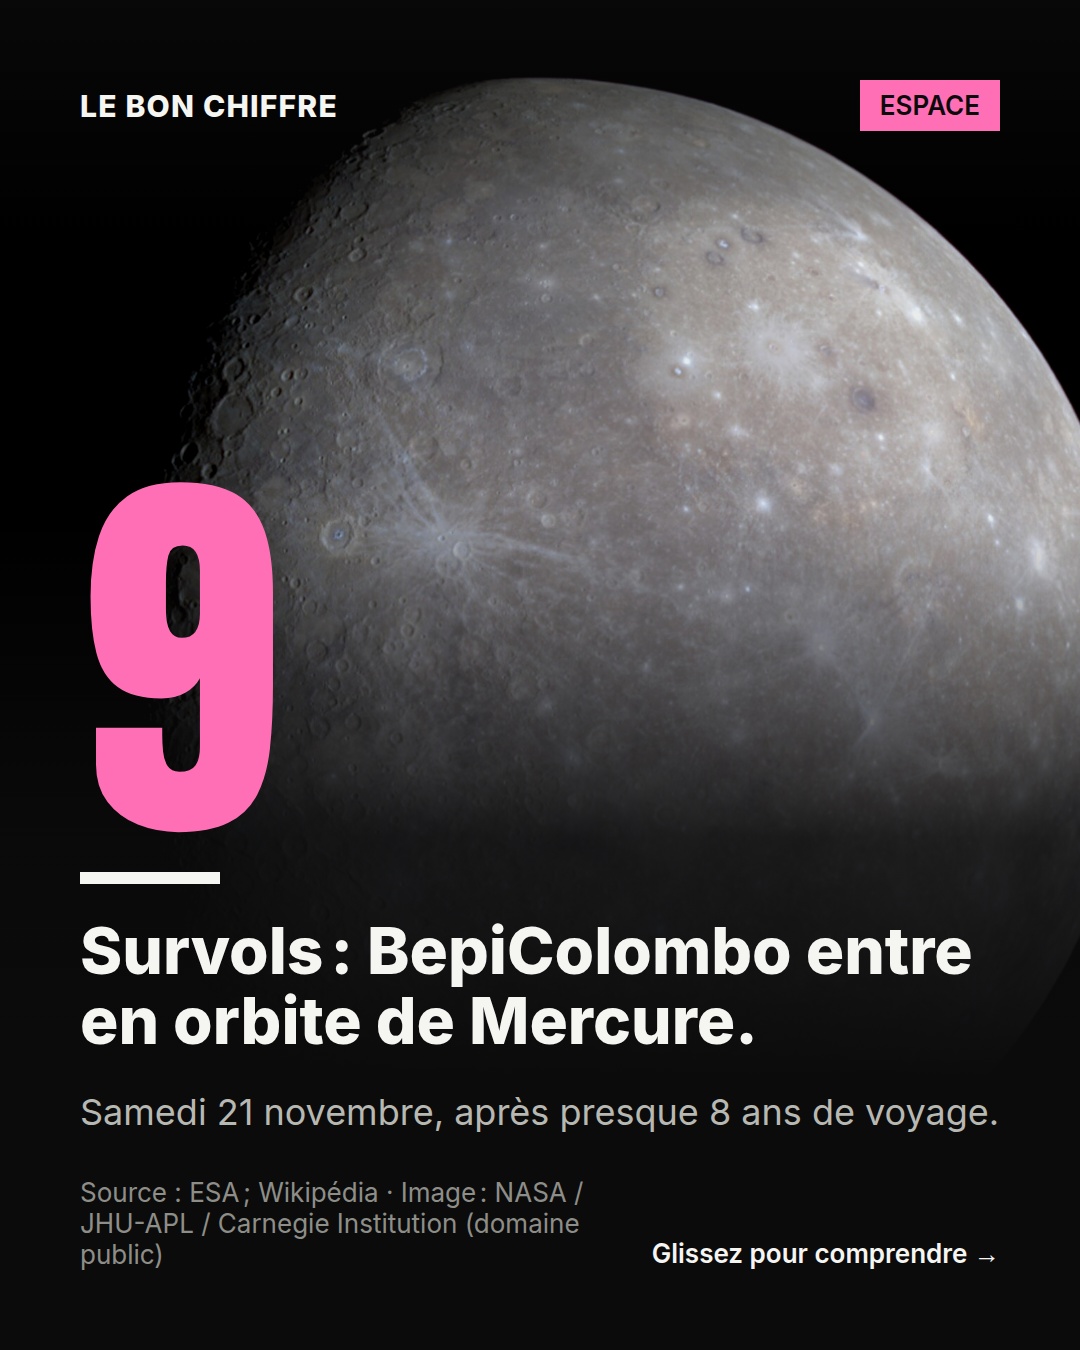 LE BON CHIFFRE
ESPACE
9
Survols : BepiColombo entre
en orbite de Mercure.
Samedi 21 novembre, après presque 8 ans de voyage.
Source : ESA ; Wikipédia · Image : NASA /
JHU-APL / Carnegie Institution (domaine
public)
Glissez pour comprendre →